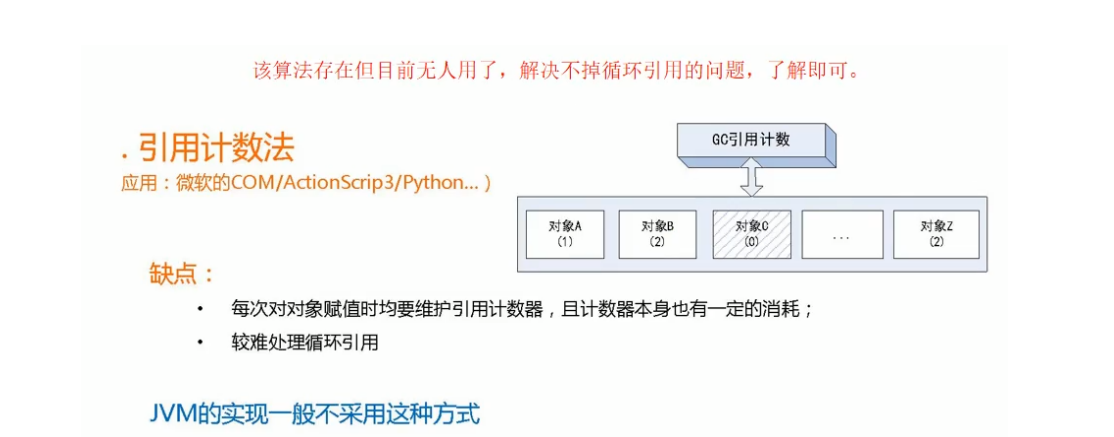 该算法存在但目前无人用了，解决不掉循环引用的问题，了解即可。
. 引用计数法
应用：微软的COM/ActionScrip3/Python...）
GC引用计数
对象A
(1)
对象B
(2)
对象C
(0)
...
对象Z
(2)
缺点：
• 每次对对象赋值时均要维护引用计数器，且计数器本身也有一定的消耗；
• 较难处理循环引用
JVM的实现一般不采用这种方式